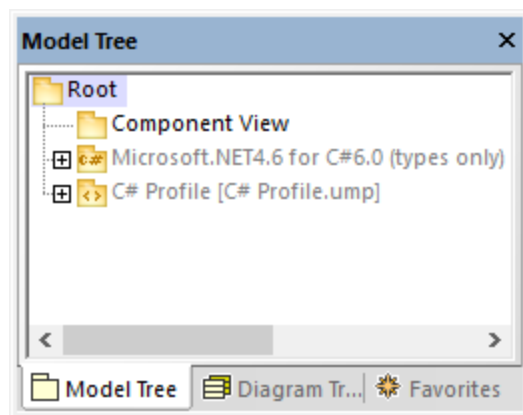 Model Tree
Root
Component View
Microsoft.NET4.6 for C#6.0 (types only)
C# Profile [C# Profile.ump]
Model Tree Diagram Tr... Favorites